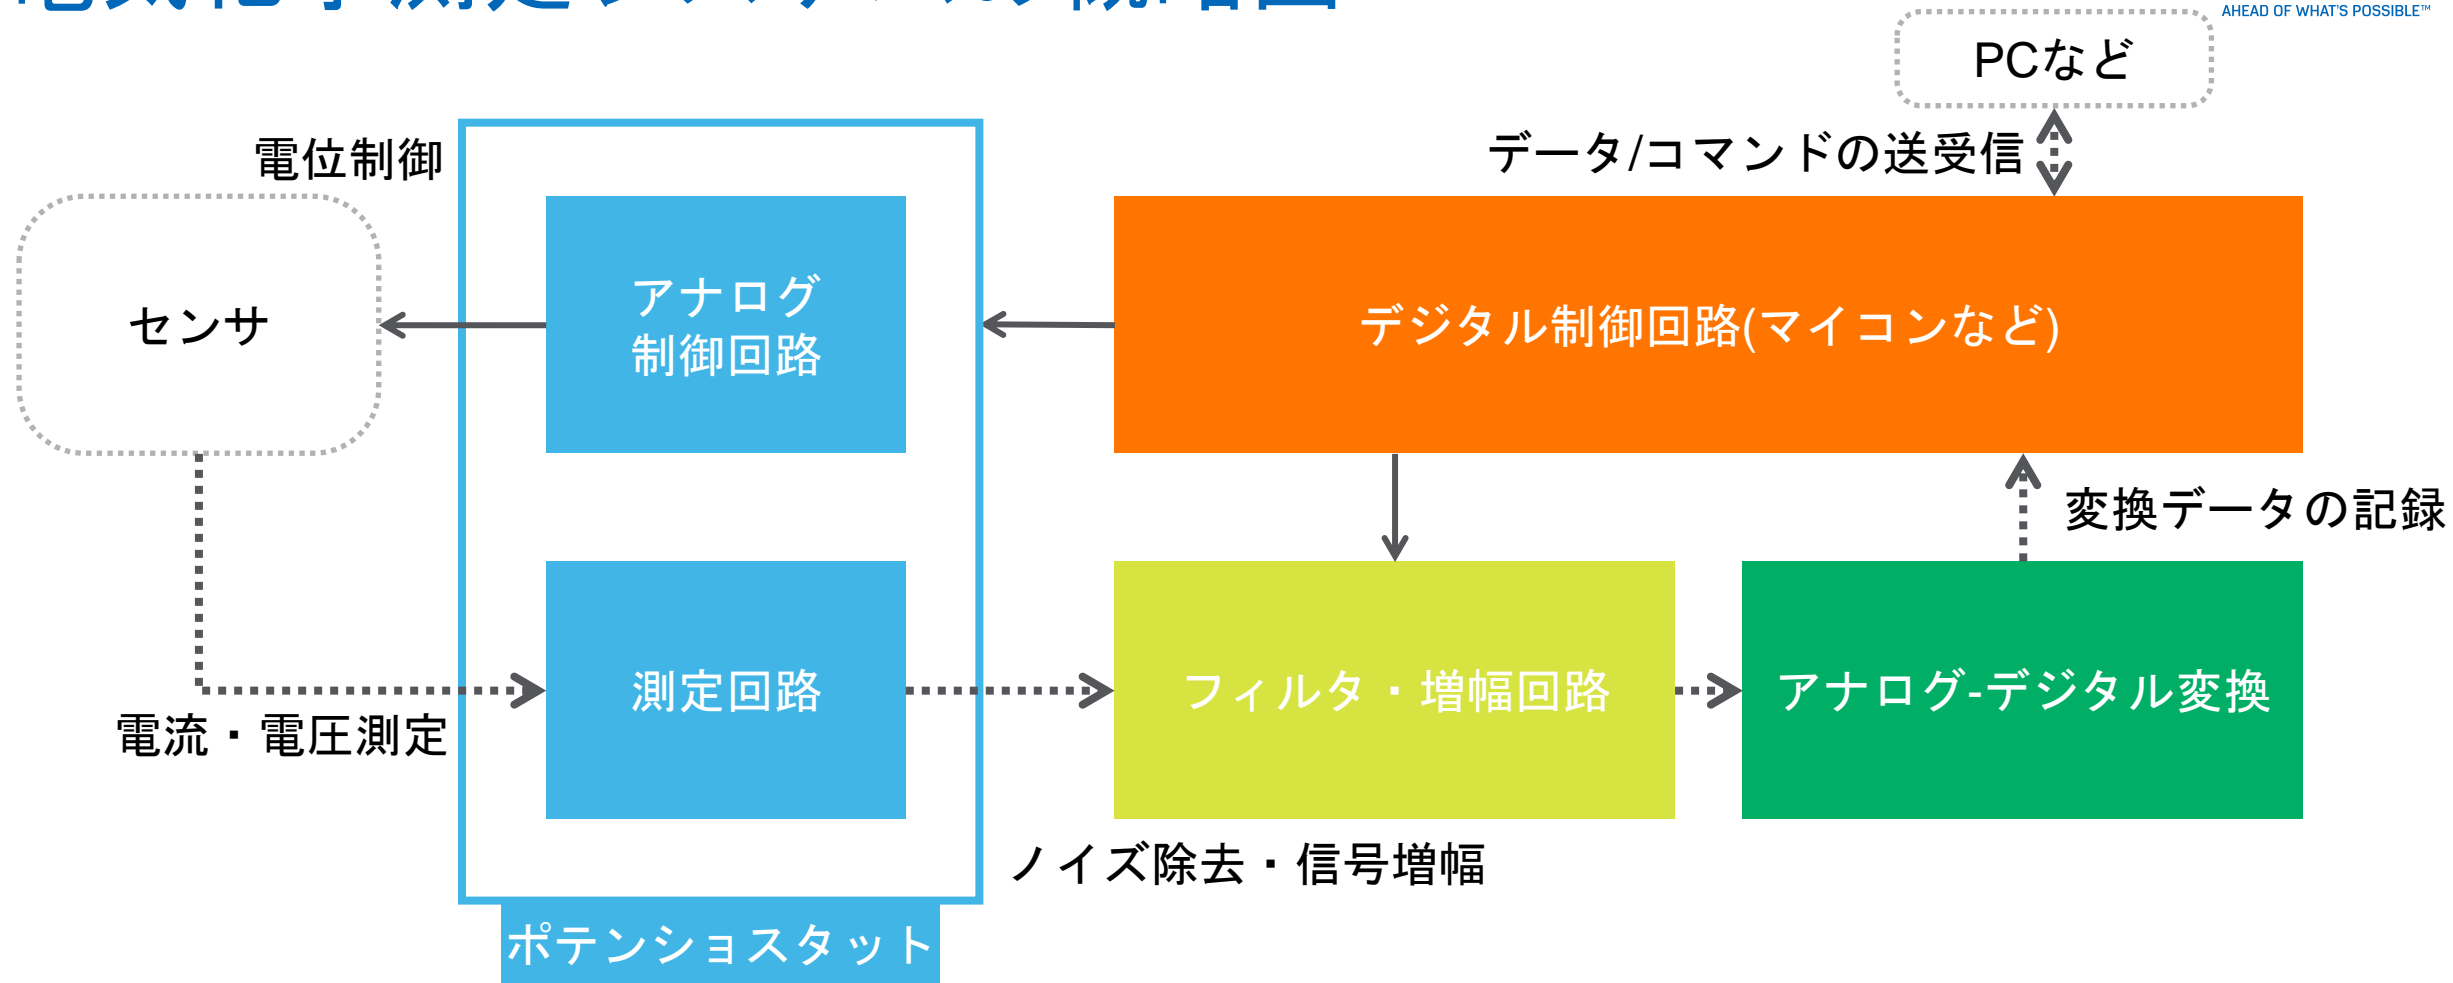 AHEAD OF WHAT'S POSSIBLE™
PCなど
電位制御
データ/コマンドの送受信
センサ
アナログ
制御回路
デジタル制御回路(マイコンなど)
変換データの記録
電流・電圧測定
測定回路
フィルタ・増幅回路
アナログ-デジタル変換
ノイズ除去・信号増幅
ポテンショスタット